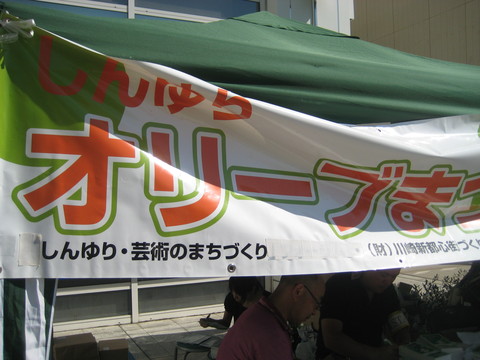 しんゆり
オリーブまつ
しんゆり・芸術のまちづくり
(財)川崎新都心街づく